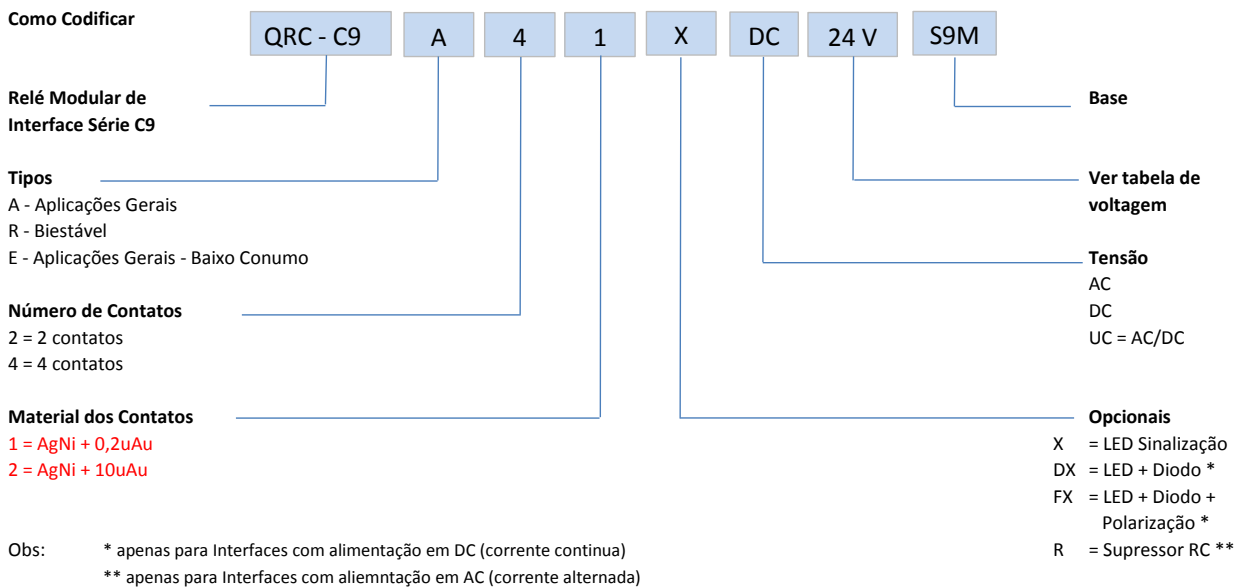 Como Codificar
QRC - C9 A 4 1 X DC 24 V S9M
Relé Modular de
Interface Série C9
Base
Tipos
A - Aplicações Gerais
R - Biestável
E - Aplicações Gerais - Baixo Conumo
Ver tabela de
voltagem
Tensão
AC
DC
UC = AC/DC
Número de Contatos
2 = 2 contatos
4 = 4 contatos
Material dos Contatos
1 = AgNi + 0,2uAu
2 = AgNi + 10uAu
Opcionais
X = LED Sinalização
DX = LED + Diodo *
FX = LED + Diodo +
Polarização *
R = Supressor RC **
Obs: * apenas para Interfaces com alimentação em DC (corrente continua)
** apenas para Interfaces com aliemntação em AC (corrente alternada)